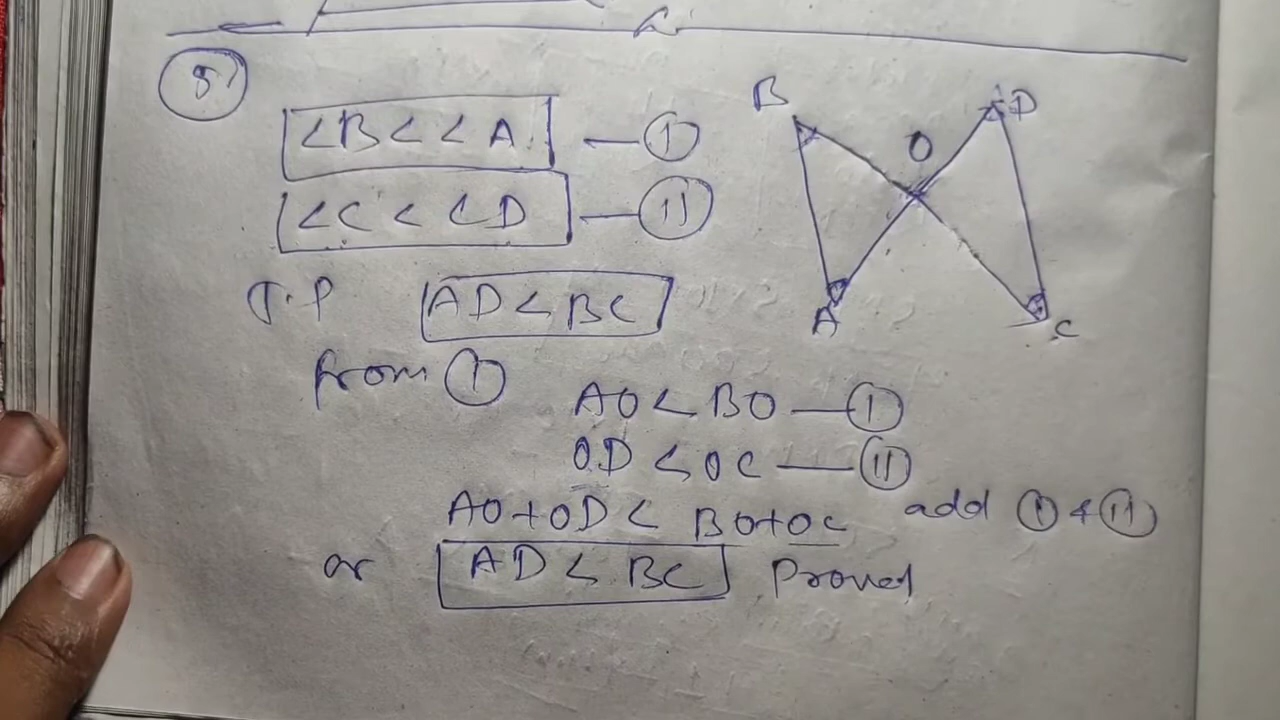 8)
<B < < A — (I)
<C < <D — (II)
T.P AD < BC
from (I)
AO < BO — (I)
OD < OC — (II)
AO + OD < BO + OC add (I) & (II)
or AD < BC Proved
B
D
O
A
C